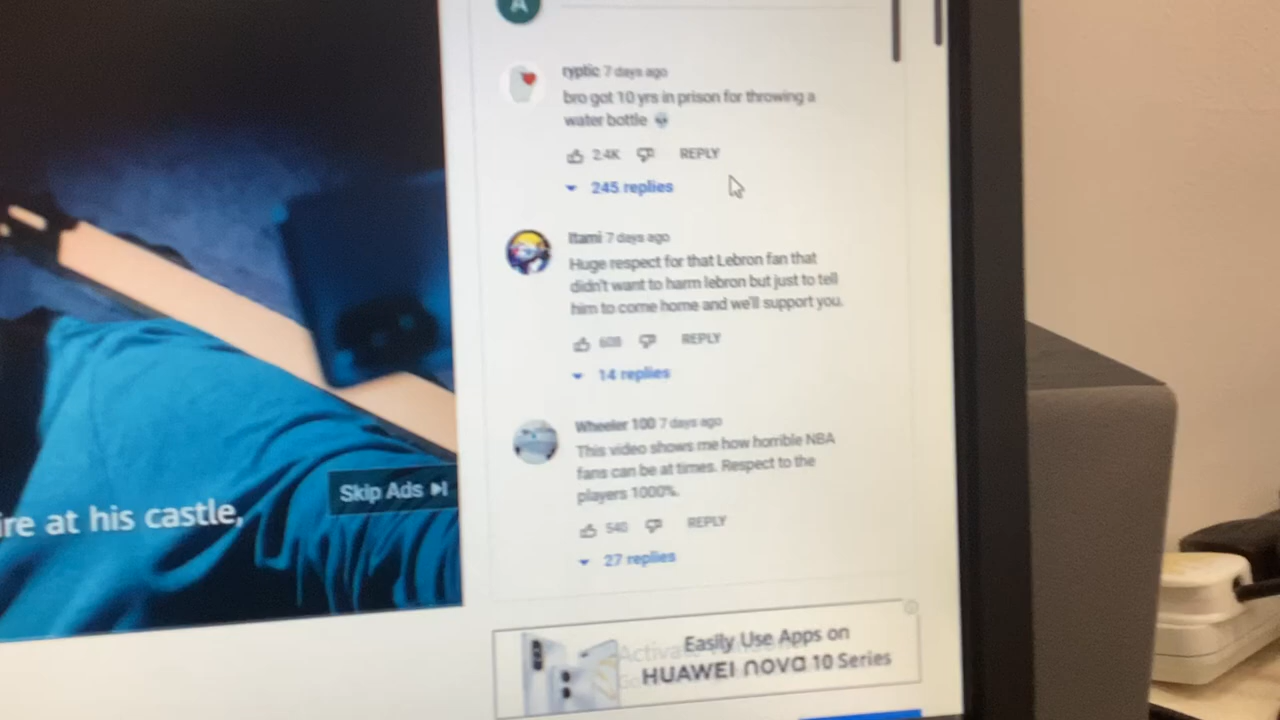 A
ryptic 7 days ago
bro got 10 yrs in prison for throwing a
water bottle 💀
2.4K REPLY
245 replies
Itami 7 days ago
Huge respect for that Lebron fan that
didn't want to harm lebron but just to tell
him to come home and we'll support you.
REPLY
14 replies
Wheeler 100 7 days ago
This video shows me how horrible NBA
fans can be at times. Respect to the
players 1000%.
540 REPLY
27 replies
Skip Ads
ire at his castle,
Easily Use Apps on
HUAWEI nova 10 Series